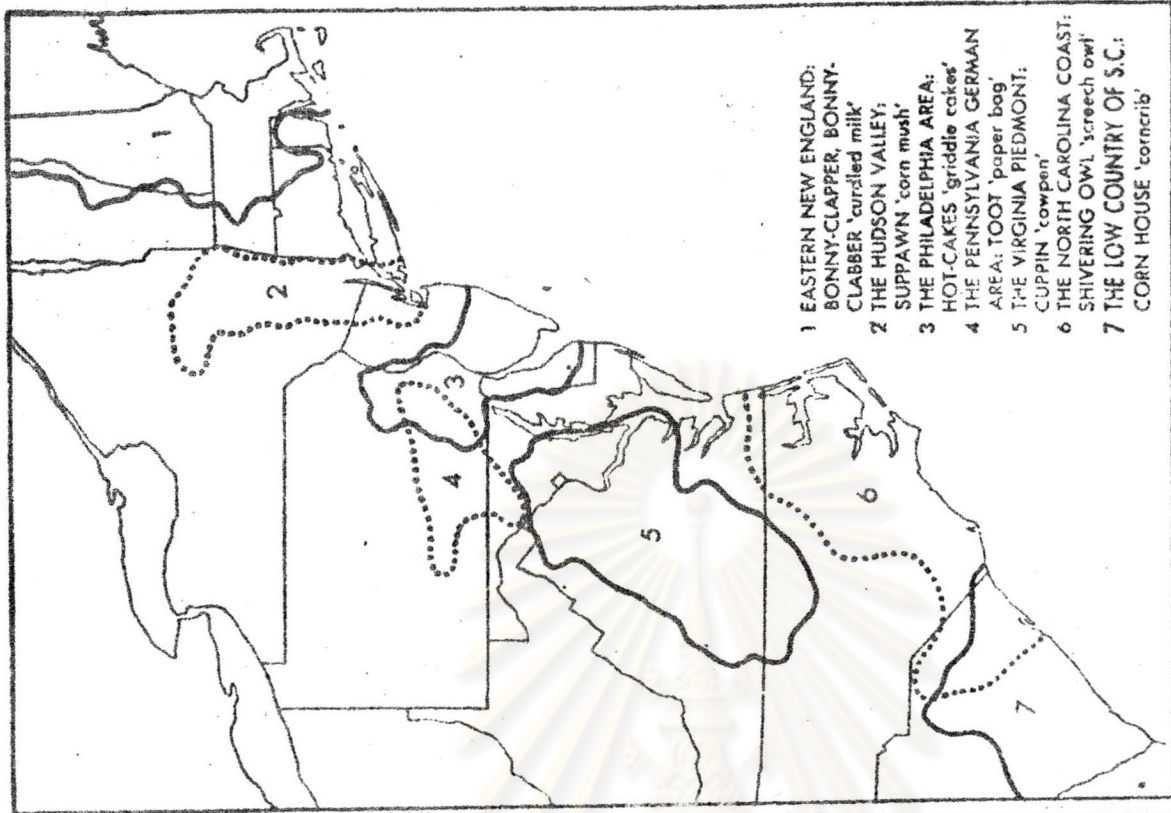 1 EASTERN NEW ENGLAND:
BONNY-CLAPPER, BONNY-
CLABBER 'curdled milk'
2 THE HUDSON VALLEY:
SUPPAWN 'corn mush'
3 THE PHILADELPHIA AREA:
HOT-CAKES 'griddle cakes'
4 THE PENNSYLVANIA GERMAN
AREA: TOOT 'paper bag'
5 THE VIRGINIA PIEDMONT:
CUPPIN 'cowpen'
6 THE NORTH CAROLINA COAST:
SHIVERING OWL 'screech owl'
7 THE LOW COUNTRY OF S.C.:
CORN HOUSE 'corncrib'
1
2
3
4
5
6
7